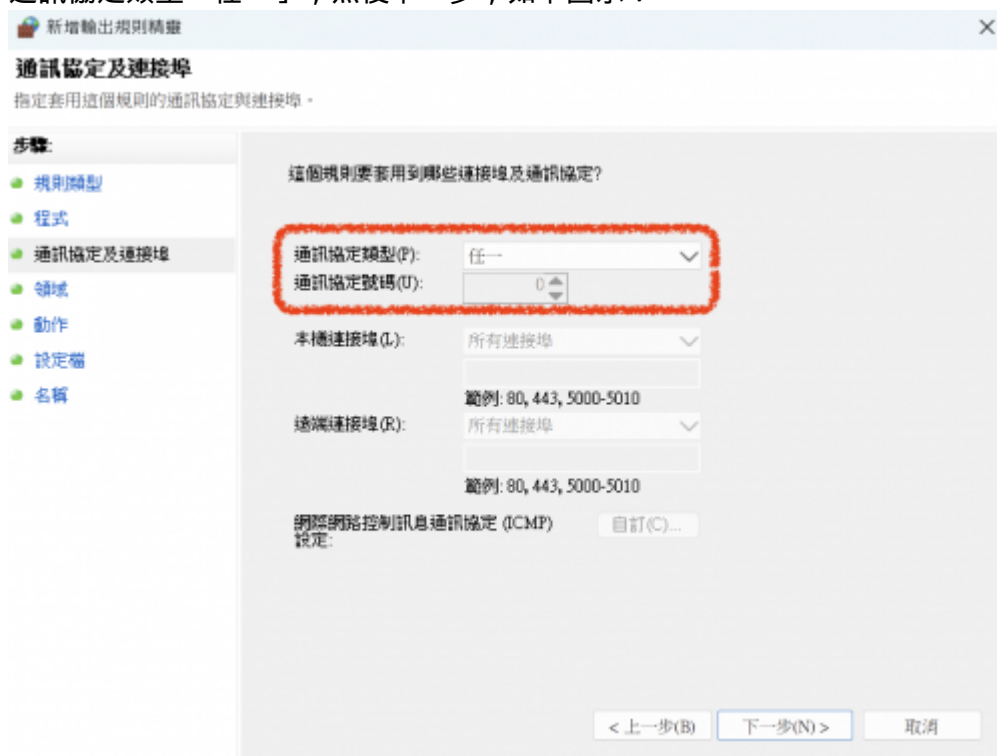 新增輸出規則精靈
通訊協定及連接埠
指定套用這個規則的通訊協定與連接埠。
步驟:
規則類型
程式
通訊協定及連接埠
領域
動作
設定檔
名稱
這個規則要套用到哪些連接埠及通訊協定?
通訊協定類型(P): 任一
通訊協定號碼(U): 0
本機連接埠(L): 所有連接埠
範例: 80, 443, 5000-5010
遠端連接埠(R): 所有連接埠
範例: 80, 443, 5000-5010
網際網路控制訊息通訊協定 (ICMP) 自訂(C)...
設定:
< 上一步(B) 下一步(N) > 取消